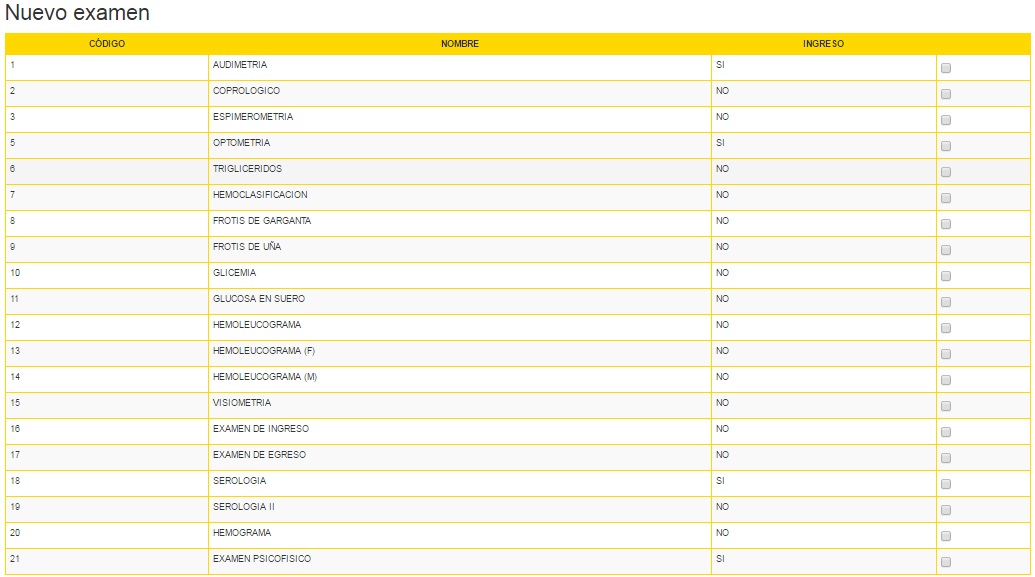 Nuevo examen
CÓDIGO NOMBRE INGRESO
1 AUDIMETRIA SI
2 COPROLOGICO NO
3 ESPIMEROMETRIA NO
5 OPTOMETRIA SI
6 TRIGLICERIDOS NO
7 HEMOCLASIFICACION NO
8 FROTIS DE GARGANTA NO
9 FROTIS DE UÑA NO
10 GLICEMIA NO
11 GLUCOSA EN SUERO NO
12 HEMOLEUCOGRAMA NO
13 HEMOLEUCOGRAMA (F) NO
14 HEMOLEUCOGRAMA (M) NO
15 VISIOMETRIA NO
16 EXAMEN DE INGRESO NO
17 EXAMEN DE EGRESO NO
18 SEROLOGIA SI
19 SEROLOGIA II NO
20 HEMOGRAMA NO
21 EXAMEN PSICOFISICO SI